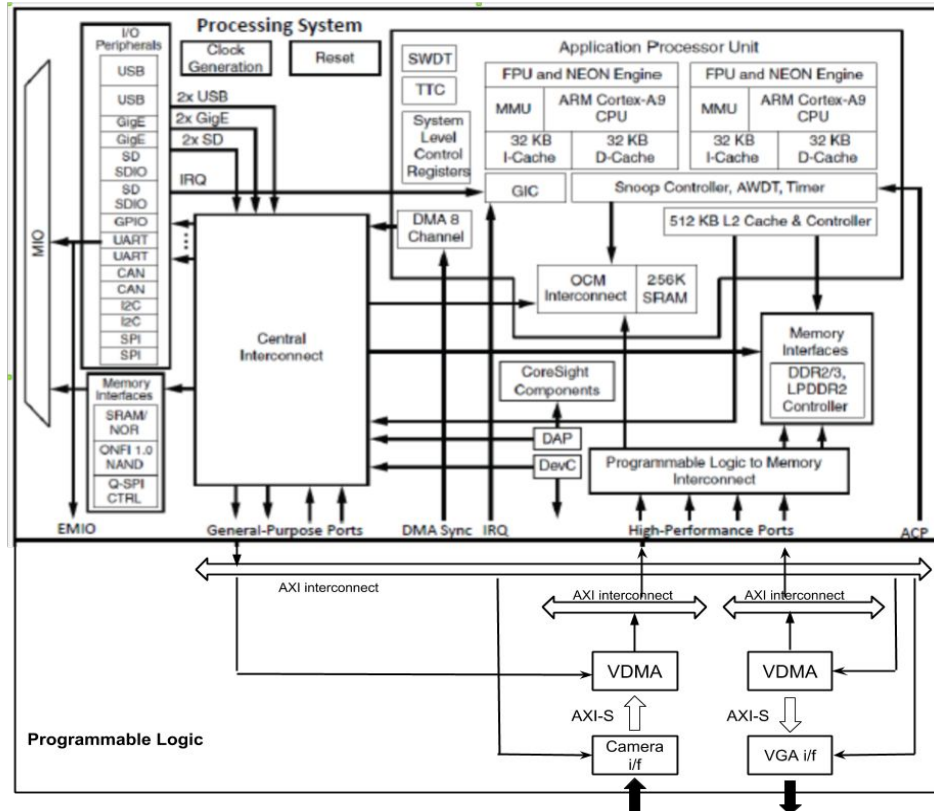 Processing System
I/O
Peripherals
USB
USB
GigE
GigE
SD
SDIO
SD
SDIO
GPIO
UART
UART
CAN
CAN
I2C
I2C
SPI
SPI
MIO
Memory
Interfaces
SRAM/
NOR
ONFI 1.0
NAND
Q-SPI
CTRL
EMIO
Clock
Generation
Reset
2x USB
2x GigE
2x SD
IRQ
Central
Interconnect
General-Purpose Ports
Application Processor Unit
SWDT
TTC
System
Level
Control
Registers
FPU and NEON Engine
MMU
ARM Cortex-A9
CPU
32 KB
I-Cache
32 KB
D-Cache
FPU and NEON Engine
MMU
ARM Cortex-A9
CPU
32 KB
I-Cache
32 KB
D-Cache
GIC
Snoop Controller, AWDT, Timer
DMA 8
Channel
512 KB L2 Cache & Controller
OCM
Interconnect
256K
SRAM
Memory
Interfaces
DDR2/3,
LPDDR2
Controller
CoreSight
Components
DAP
DevC
Programmable Logic to Memory
Interconnect
DMA Sync
IRQ
High-Performance Ports
ACP
AXI interconnect
AXI interconnect
AXI interconnect
VDMA
VDMA
AXI-S
AXI-S
Programmable Logic
Camera
i/f
VGA i/f